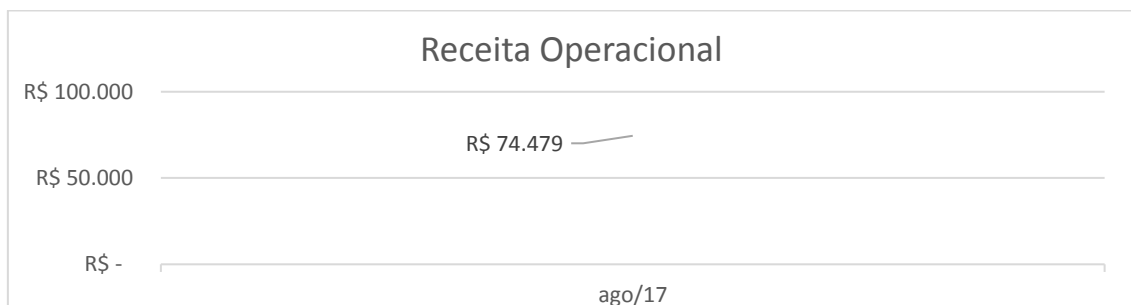 Receita Operacional
R$ 100.000
R$ 74.479
R$ 50.000
R$ -
ago/17